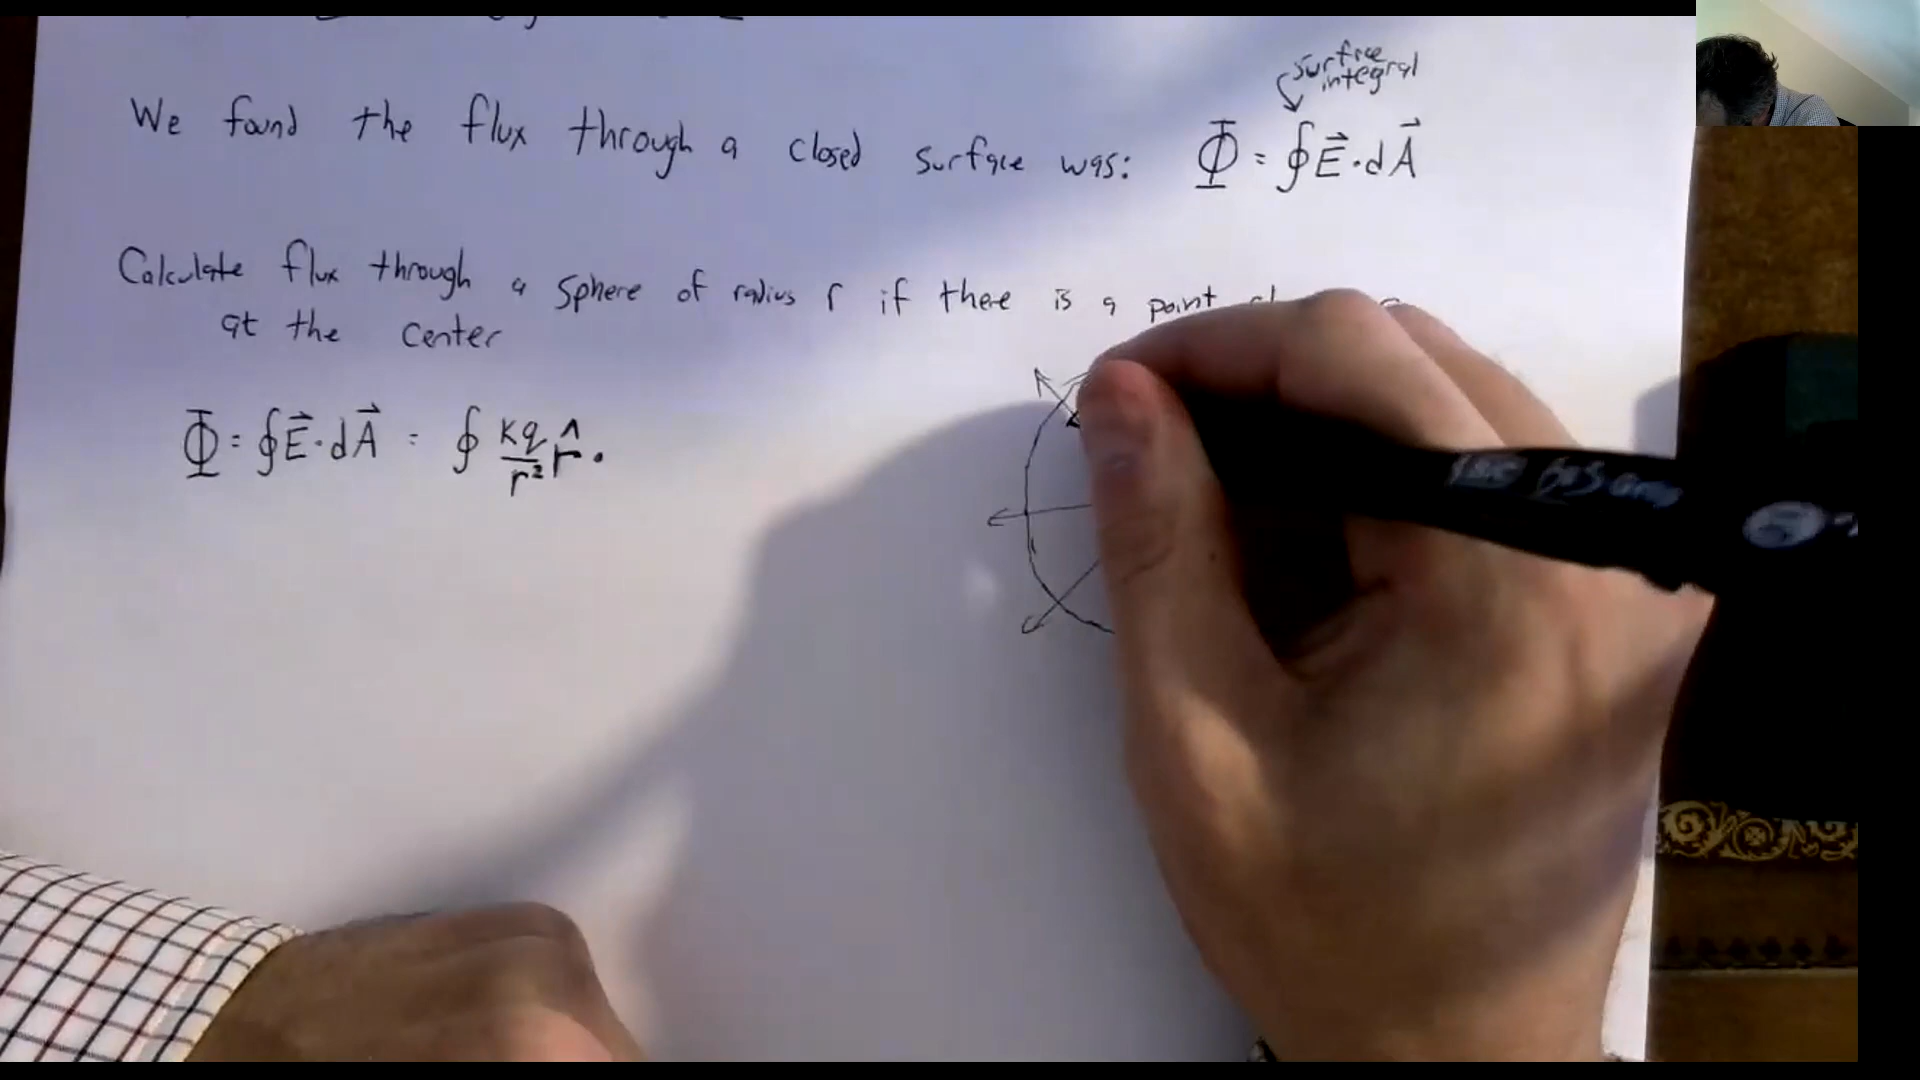 surface
integral
We found the flux through a closed surface was: Φ = ∮E⃗·dA⃗
Calculate flux through a sphere of radius r if there is a point
at the center
Φ = ∮E⃗·dA⃗ = ∮ kq/r² r̂ ·